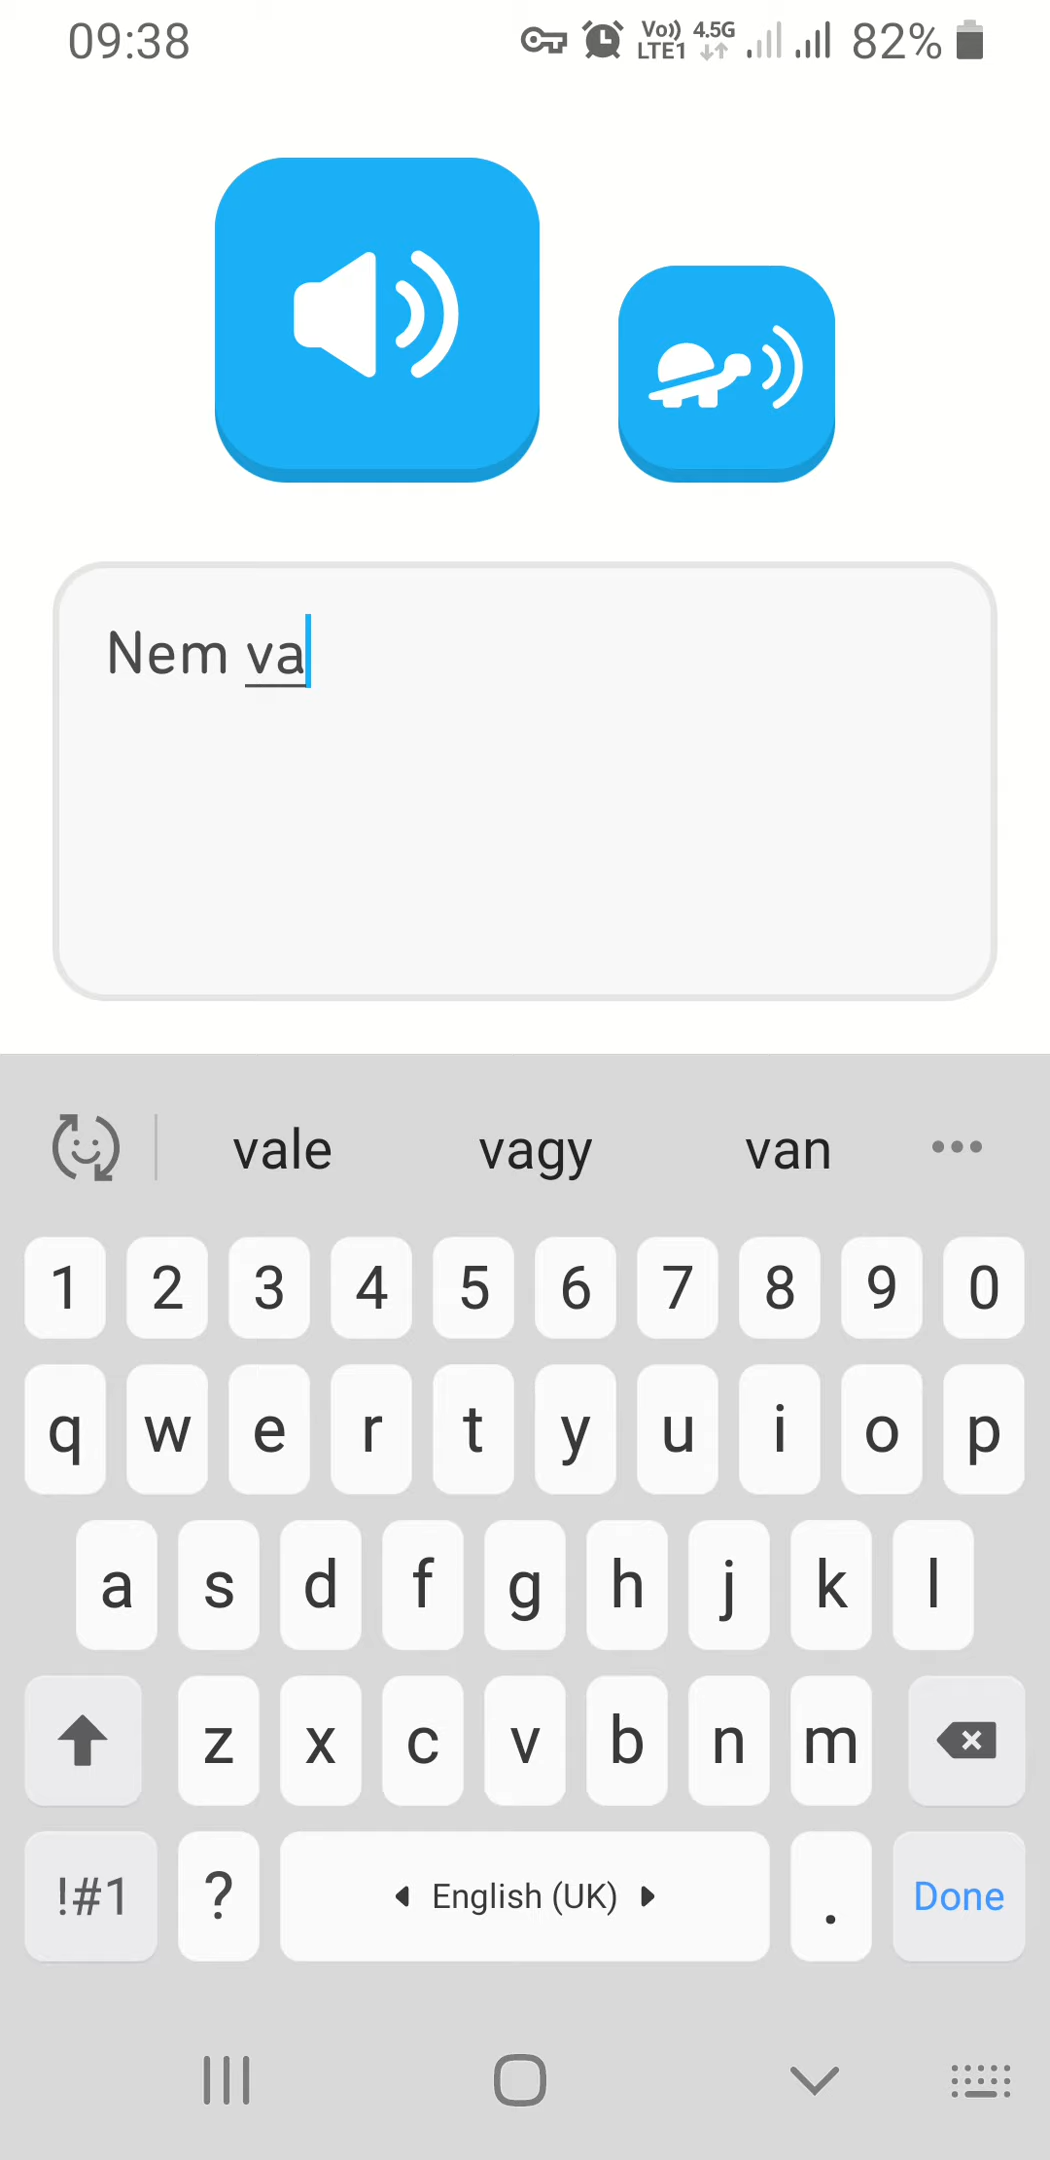 09:38 Vo)) LTE1 4.5G 82%
Nem va
vale vagy van
1 2 3 4 5 6 7 8 9 0
q w e r t y u i o p
a s d f g h j k l
z x c v b n m
!#1 ? English (UK) . Done